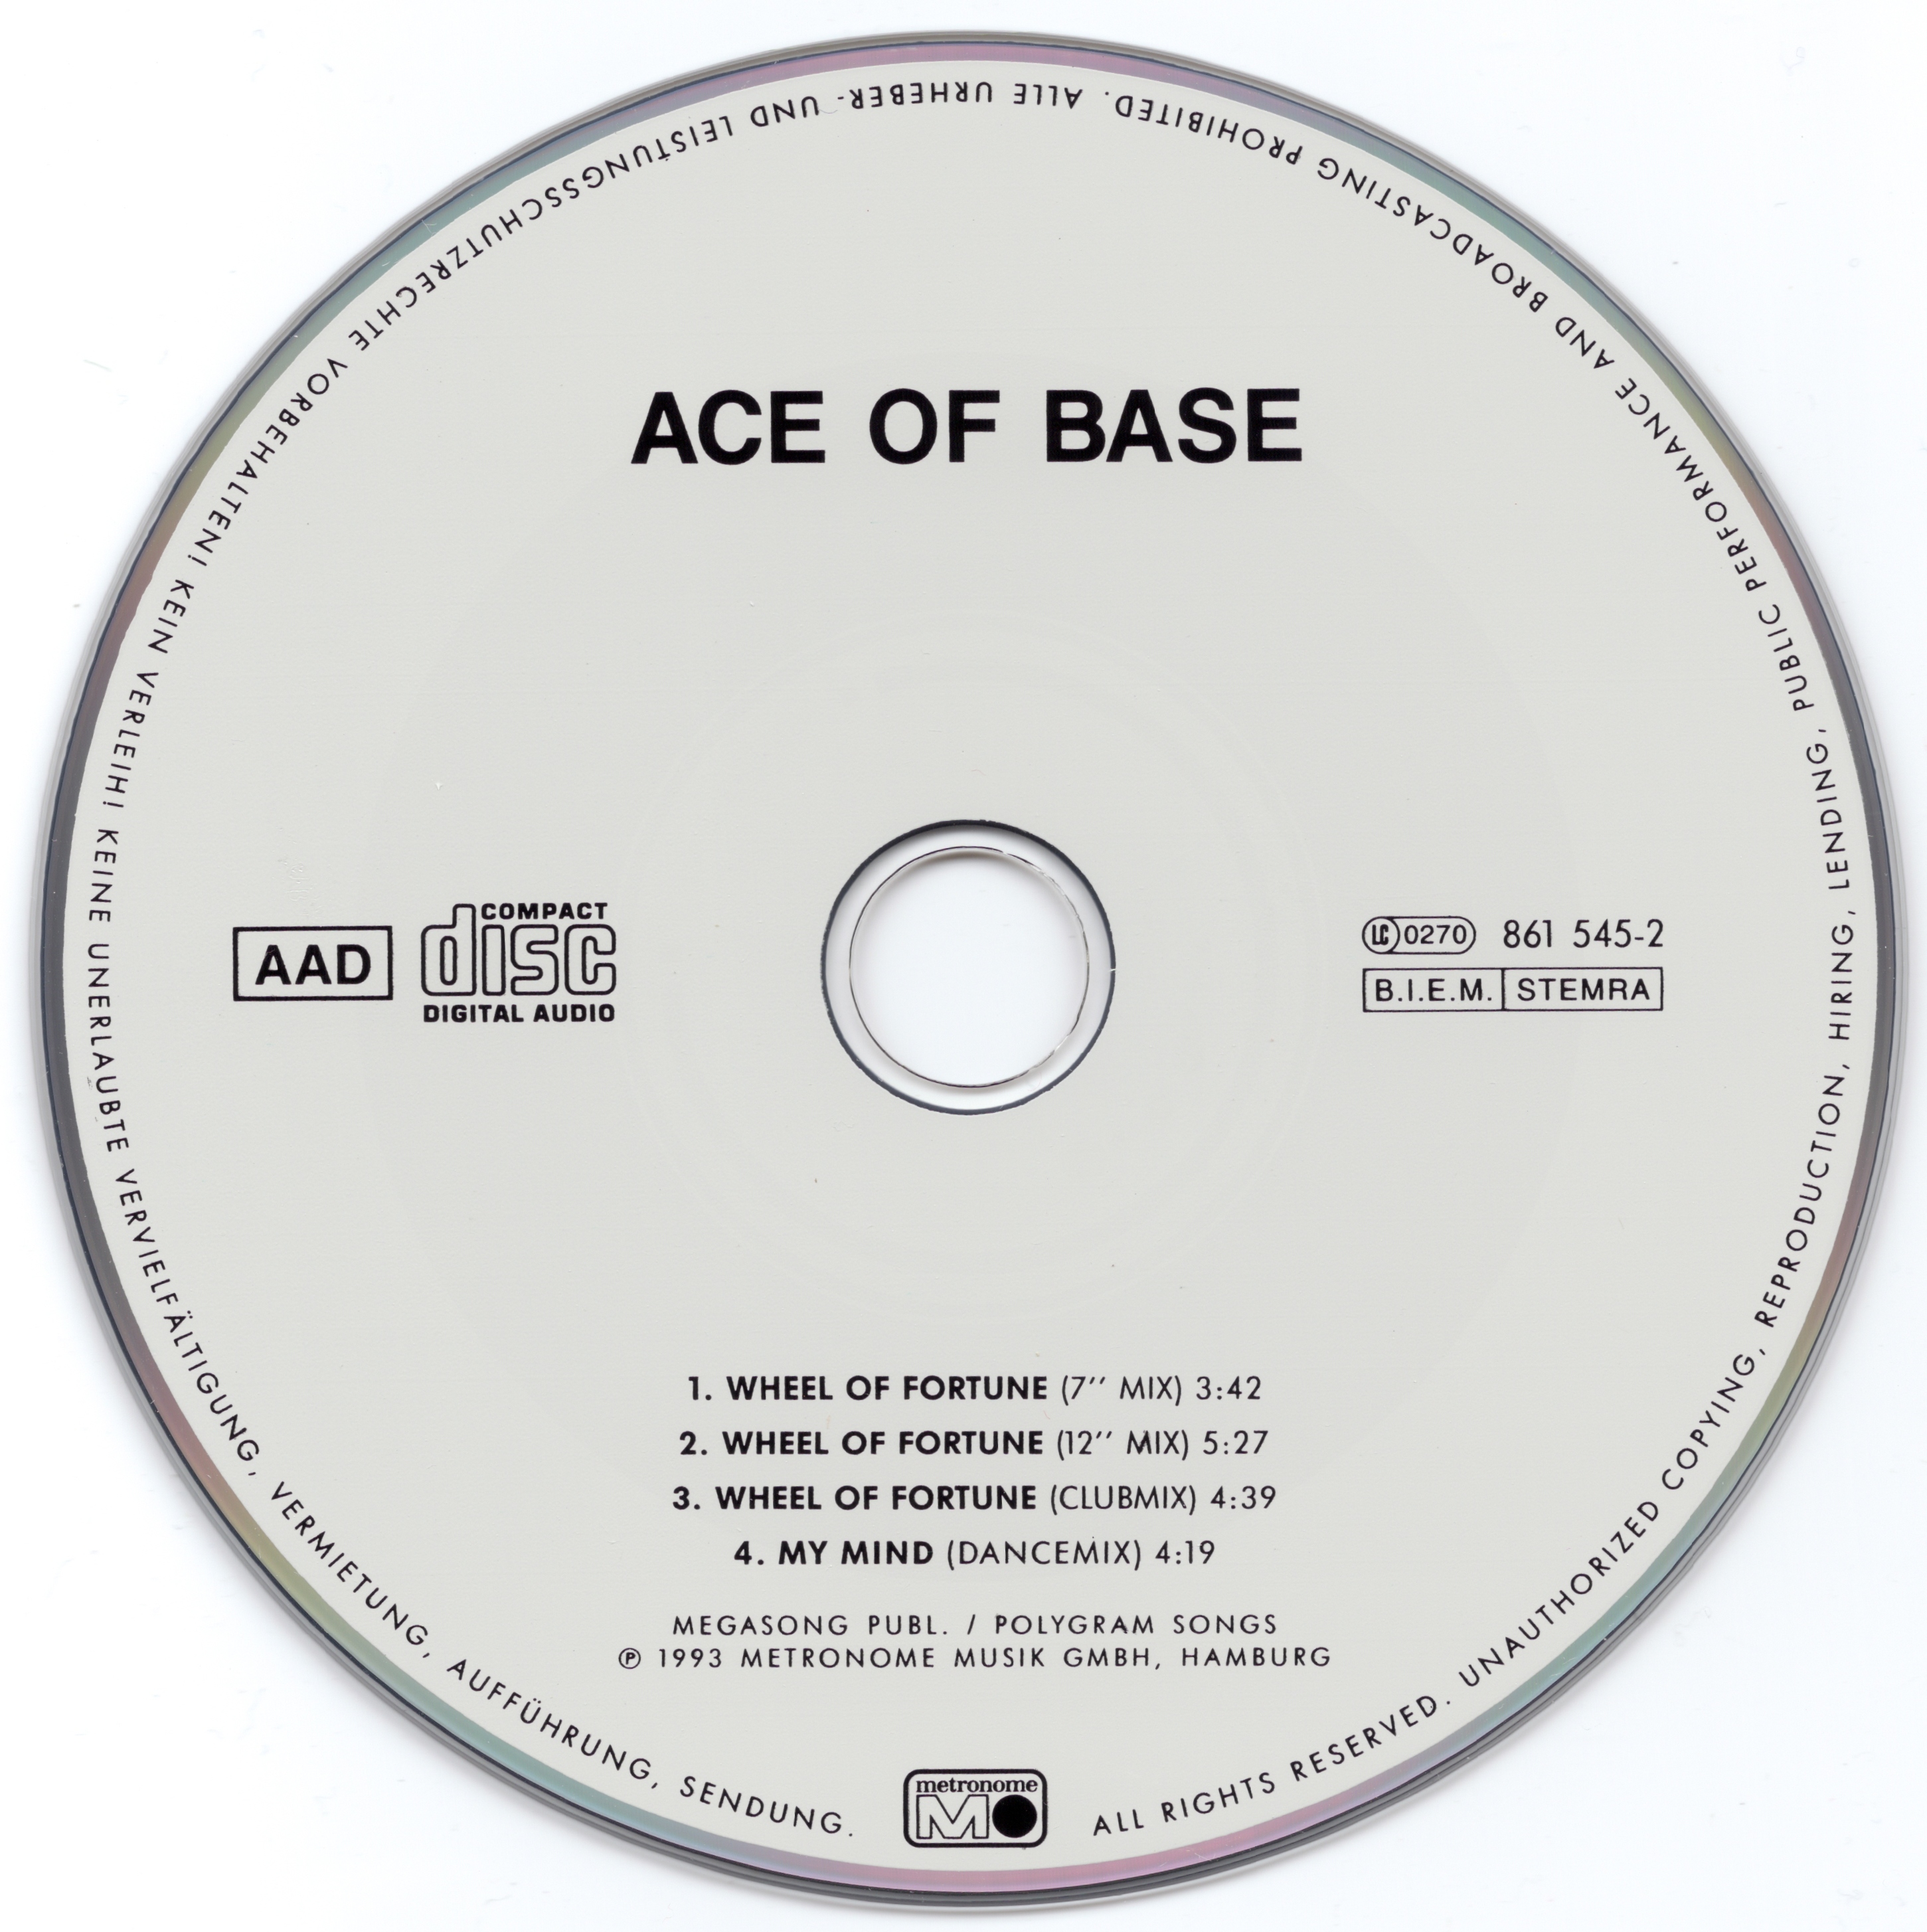 ACE OF BASE
AAD
COMPACT
disc
DIGITAL AUDIO
LC 0270 861 545-2
B.I.E.M. STEMRA
1. WHEEL OF FORTUNE (7'' MIX) 3:42
2. WHEEL OF FORTUNE (12'' MIX) 5:27
3. WHEEL OF FORTUNE (CLUBMIX) 4:39
4. MY MIND (DANCEMIX) 4:19
MEGASONG PUBL. / POLYGRAM SONGS
℗ 1993 METRONOME MUSIK GMBH, HAMBURG
metronome
M
ALL RIGHTS RESERVED. UNAUTHORIZED COPYING, REPRODUCTION, HIRING, LENDING, PUBLIC PERFORMANCE AND BROADCASTING PROHIBITED. ALLE URHEBER- UND LEISTUNGSSCHUTZRECHTE VORBEHALTEN! KEIN VERLEIH! KEINE UNERLAUBTE VERVIELFÄLTIGUNG, VERMIETUNG, AUFFÜHRUNG, SENDUNG.